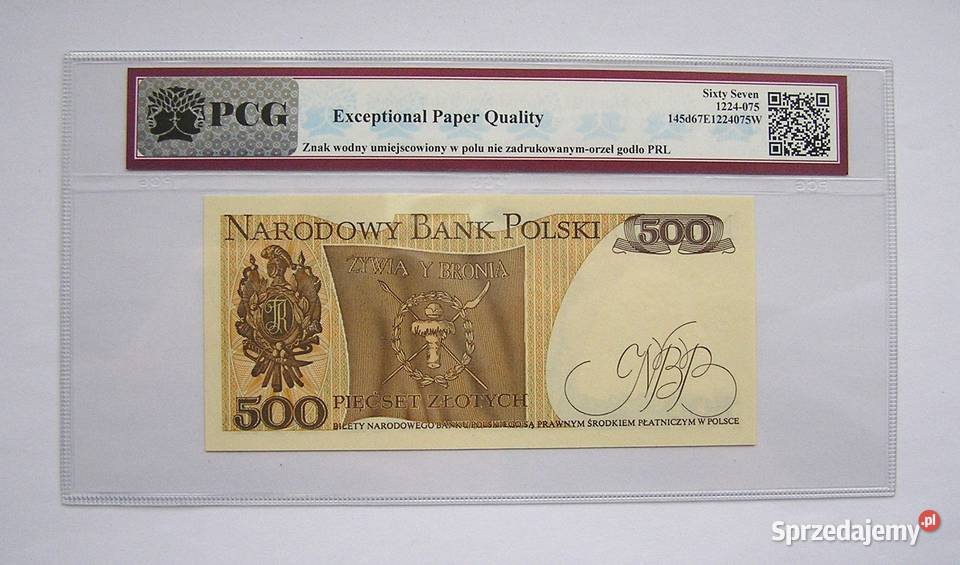 PCG
Exceptional Paper Quality
Sixty Seven
1224-075
145d67E1224075W
Znak wodny umiejscowiony w polu nie zadrukowanym-orzeł godło PRL
NARODOWY BANK POLSKI
500
ŻYWIĄ Y BRONIĄ
NBP
500
PIĘĆSET ZŁOTYCH
BILETY NARODOWEGO BANKU POLSKIEGO SĄ PRAWNYM ŚRODKIEM PŁATNICZYM W POLSCE
Sprzedajemy.pl